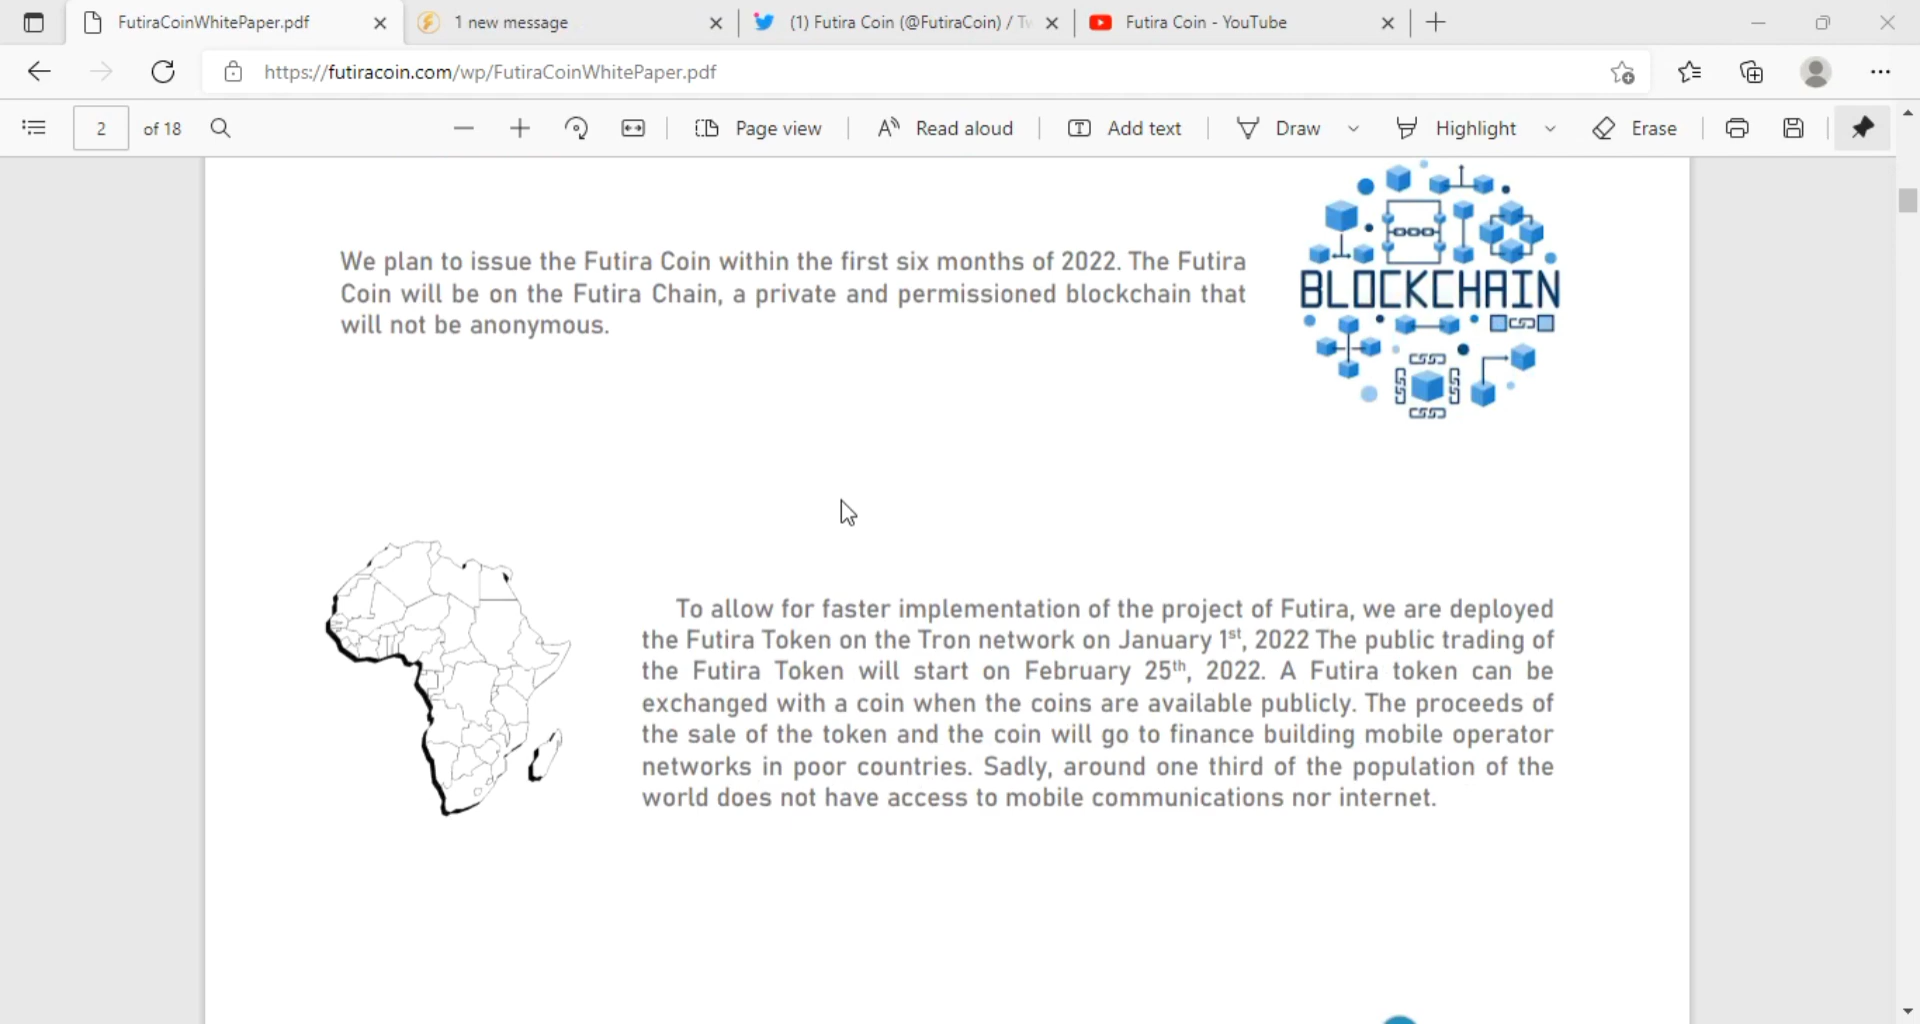 FutiraCoinWhitePaper.pdf
1 new message
(1) Futira Coin (@FutiraCoin) / Tw
Futira Coin - YouTube
https://futiracoin.com/wp/FutiraCoinWhitePaper.pdf
2 of 18
Page view
Read aloud
Add text
Draw
Highlight
Erase
We plan to issue the Futira Coin within the first six months of 2022. The Futira
Coin will be on the Futira Chain, a private and permissioned blockchain that
will not be anonymous.
BLOCKCHAIN
To allow for faster implementation of the project of Futira, we are deployed
the Futira Token on the Tron network on January 1st, 2022 The public trading of
the Futira Token will start on February 25th, 2022. A Futira token can be
exchanged with a coin when the coins are available publicly. The proceeds of
the sale of the token and the coin will go to finance building mobile operator
networks in poor countries. Sadly, around one third of the population of the
world does not have access to mobile communications nor internet.